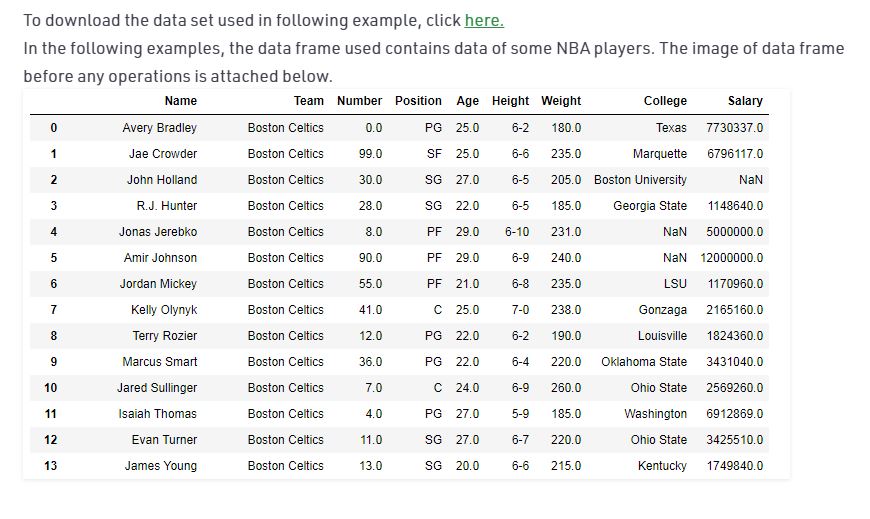 To download the data set used in following example, click here.
In the following examples, the data frame used contains data of some NBA players. The image of data frame
before any operations is attached below.
Name Team Number Position Age Height Weight College Salary
0 Avery Bradley Boston Celtics 0.0 PG 25.0 6-2 180.0 Texas 7730337.0
1 Jae Crowder Boston Celtics 99.0 SF 25.0 6-6 235.0 Marquette 6796117.0
2 John Holland Boston Celtics 30.0 SG 27.0 6-5 205.0 Boston University NaN
3 R.J. Hunter Boston Celtics 28.0 SG 22.0 6-5 185.0 Georgia State 1148640.0
4 Jonas Jerebko Boston Celtics 8.0 PF 29.0 6-10 231.0 NaN 5000000.0
5 Amir Johnson Boston Celtics 90.0 PF 29.0 6-9 240.0 NaN 12000000.0
6 Jordan Mickey Boston Celtics 55.0 PF 21.0 6-8 235.0 LSU 1170960.0
7 Kelly Olynyk Boston Celtics 41.0 C 25.0 7-0 238.0 Gonzaga 2165160.0
8 Terry Rozier Boston Celtics 12.0 PG 22.0 6-2 190.0 Louisville 1824360.0
9 Marcus Smart Boston Celtics 36.0 PG 22.0 6-4 220.0 Oklahoma State 3431040.0
10 Jared Sullinger Boston Celtics 7.0 C 24.0 6-9 260.0 Ohio State 2569260.0
11 Isaiah Thomas Boston Celtics 4.0 PG 27.0 5-9 185.0 Washington 6912869.0
12 Evan Turner Boston Celtics 11.0 SG 27.0 6-7 220.0 Ohio State 3425510.0
13 James Young Boston Celtics 13.0 SG 20.0 6-6 215.0 Kentucky 1749840.0